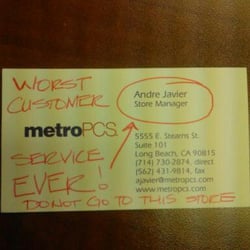 WORST
CUSTOMER
metroPCS.
SERVICE
EVER!
DO NOT GO TO THIS STORE
Andre Javier
Store Manager
5555 E. Stearns St.
Suite 101
Long Beach, CA 90815
(714) 730-2874, direct
(562) 431-9814, fax
ajavier@metropcs.com
www.metropcs.com